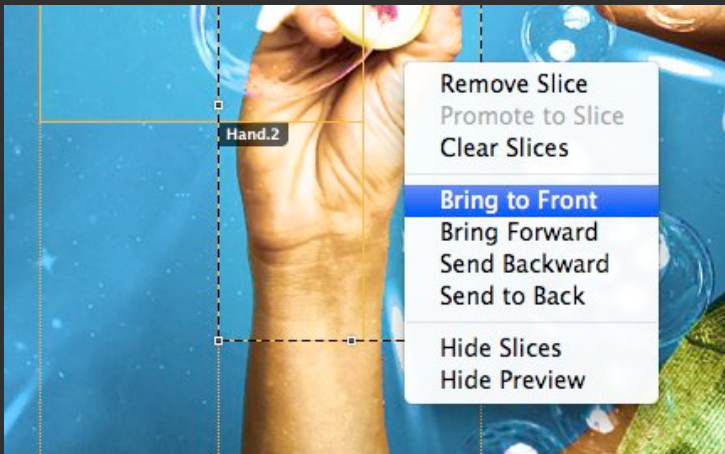 Hand.2
Remove Slice
Promote to Slice
Clear Slices
Bring to Front
Bring Forward
Send Backward
Send to Back
Hide Slices
Hide Preview